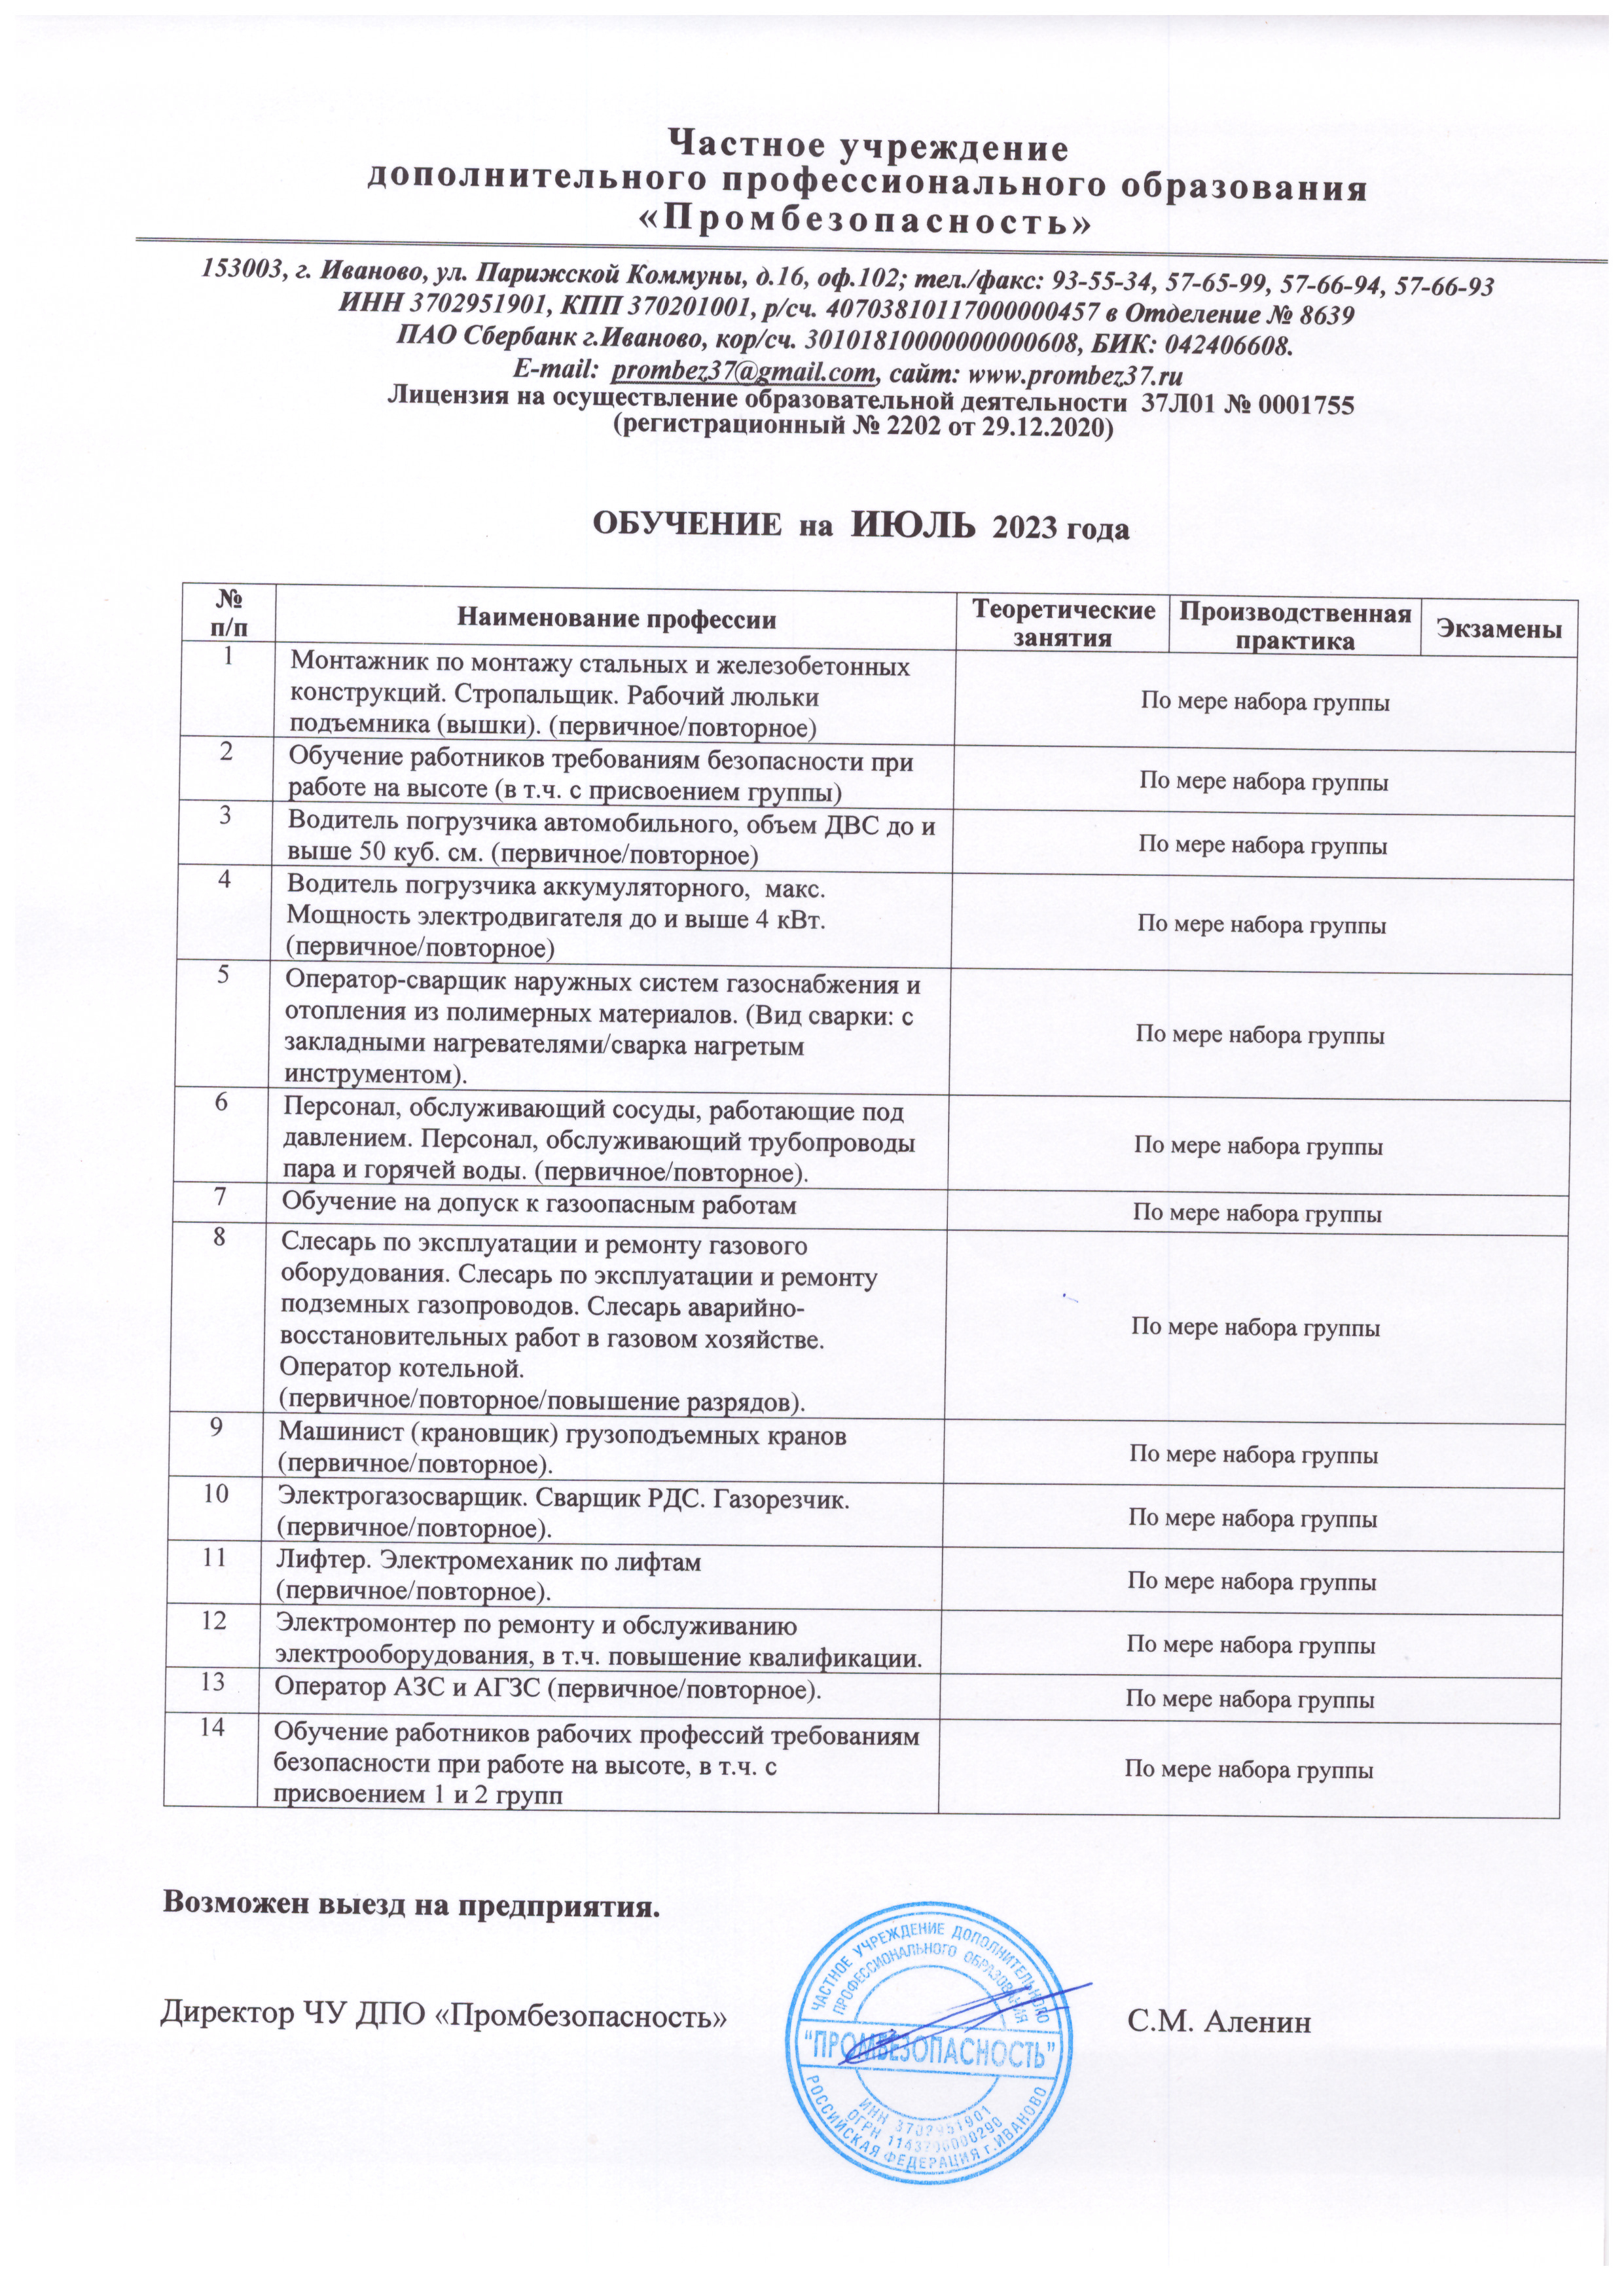 Частное учреждение
дополнительного профессионального образования
«Промбезопасность»
153003, г. Иваново, ул. Парижской Коммуны, д.16, оф.102; тел./факс: 93-55-34, 57-65-99, 57-66-94, 57-66-93
ИНН 3702951901, КПП 370201001, р/сч. 40703810117000000457 в Отделение № 8639
ПАО Сбербанк г.Иваново, кор/сч. 30101810000000000608, БИК: 042406608.
E-mail: prombez37@gmail.com, сайт: www.prombez37.ru
Лицензия на осуществление образовательной деятельности 37Л01 № 0001755
(регистрационный № 2202 от 29.12.2020)
ОБУЧЕНИЕ на ИЮЛЬ 2023 года
№
п/п
Наименование профессии
Теоретические
занятия
Производственная
практика
Экзамены
1
Монтажник по монтажу стальных и железобетонных
конструкций. Стропальщик. Рабочий люльки
подъемника (вышки). (первичное/повторное)
По мере набора группы
2
Обучение работников требованиям безопасности при
работе на высоте (в т.ч. с присвоением группы)
По мере набора группы
3
Водитель погрузчика автомобильного, объем ДВС до и
выше 50 куб. см. (первичное/повторное)
По мере набора группы
4
Водитель погрузчика аккумуляторного, макс.
Мощность электродвигателя до и выше 4 кВт.
(первичное/повторное)
По мере набора группы
5
Оператор-сварщик наружных систем газоснабжения и
отопления из полимерных материалов. (Вид сварки: с
закладными нагревателями/сварка нагретым
инструментом).
По мере набора группы
6
Персонал, обслуживающий сосуды, работающие под
давлением. Персонал, обслуживающий трубопроводы
пара и горячей воды. (первичное/повторное).
По мере набора группы
7
Обучение на допуск к газоопасным работам
По мере набора группы
8
Слесарь по эксплуатации и ремонту газового
оборудования. Слесарь по эксплуатации и ремонту
подземных газопроводов. Слесарь аварийно-
восстановительных работ в газовом хозяйстве.
Оператор котельной.
(первичное/повторное/повышение разрядов).
По мере набора группы
9
Машинист (крановщик) грузоподъемных кранов
(первичное/повторное).
По мере набора группы
10
Электрогазосварщик. Сварщик РДС. Газорезчик.
(первичное/повторное).
По мере набора группы
11
Лифтер. Электромеханик по лифтам
(первичное/повторное).
По мере набора группы
12
Электромонтер по ремонту и обслуживанию
электрооборудования, в т.ч. повышение квалификации.
По мере набора группы
13
Оператор АЗС и АГЗС (первичное/повторное).
По мере набора группы
14
Обучение работников рабочих профессий требованиям
безопасности при работе на высоте, в т.ч. с
присвоением 1 и 2 групп
По мере набора группы
Возможен выезд на предприятия.
Директор ЧУ ДПО «Промбезопасность»
С.М. Аленин
ЧАСТНОЕ УЧРЕЖДЕНИЕ ДОПОЛНИТЕЛЬНОГО
ПРОФЕССИОНАЛЬНОГО ОБРАЗОВАНИЯ
"ПРОМБЕЗОПАСНОСТЬ"
ИНН 3702951901
ОГРН
РОССИЙСКАЯ ФЕДЕРАЦИЯ г.ИВАНОВО